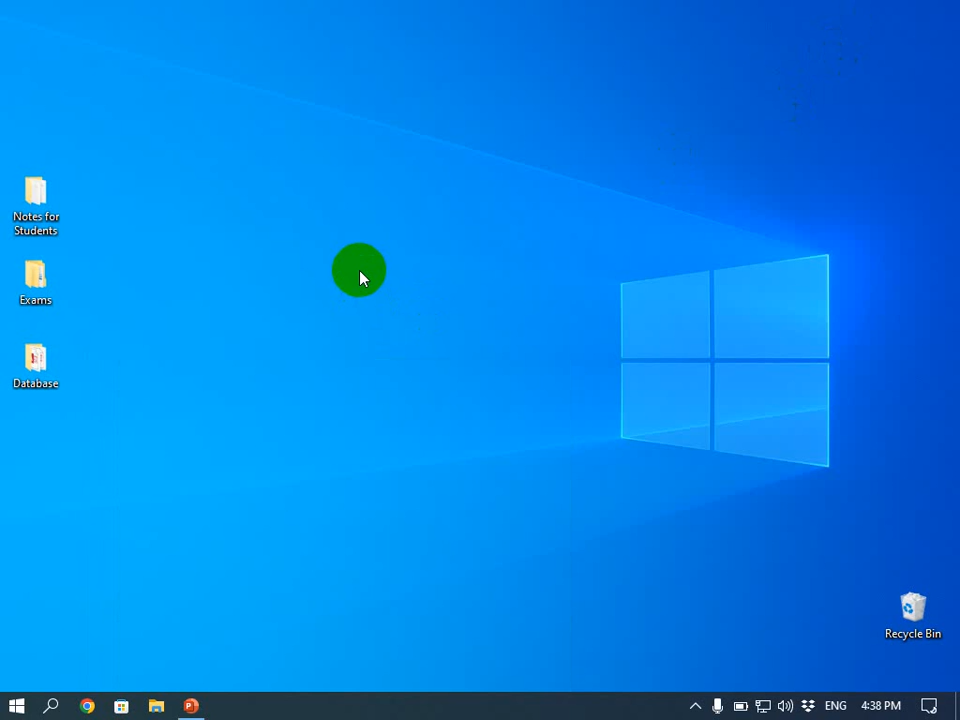 Notes for
Students
Exams
Database
Recycle Bin
ENG
4:38 PM